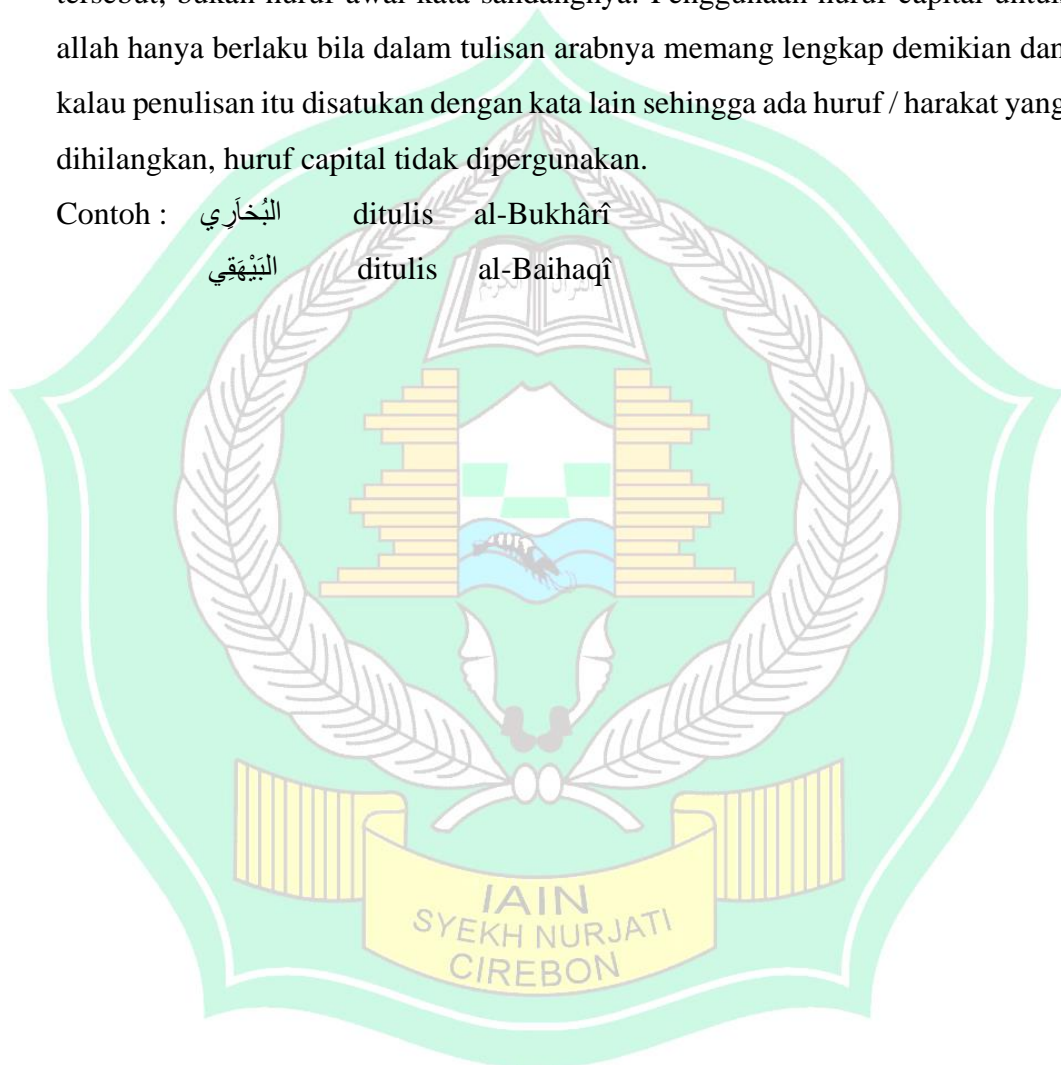 tersebut, bukan huruf awal kata sandangnya. Penggunaan huruf capital untuk
allah hanya berlaku bila dalam tulisan arabnya memang lengkap demikian dan
kalau penulisan itu disatukan dengan kata lain sehingga ada huruf / harakat yang
dihilangkan, huruf capital tidak dipergunakan.
Contoh : البُخاَرِي ditulis al-Bukhârî
البَيْهَقِي ditulis al-Baihaqî
القرآن الكريم
IAIN
SYEKH NURJATI
CIREBON